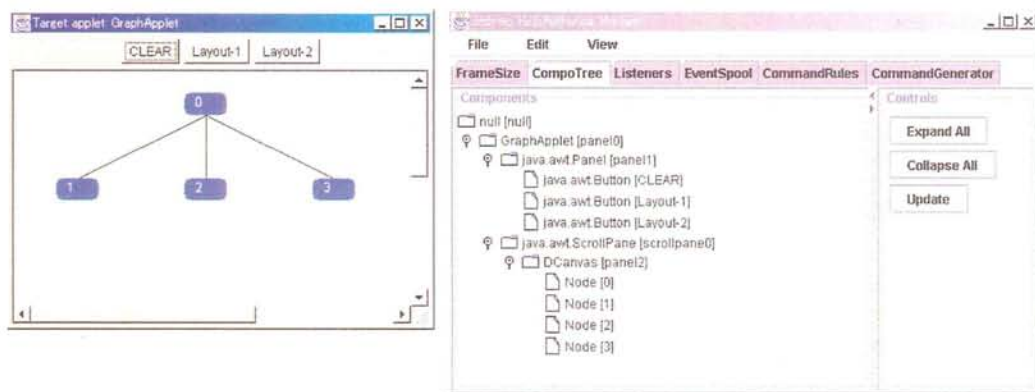 Target applet: GraphApplet
CLEAR Layout-1 Layout-2
0
1 2 3
File Edit View
FrameSize CompoTree Listeners EventSpool CommandRules CommandGenerator
Components
null [null]
GraphApplet [panel0]
java.awt.Panel [panel1]
java.awt.Button [CLEAR]
java.awt.Button [Layout-1]
java.awt.Button [Layout-2]
java.awt.ScrollPane [scrollpane0]
DCanvas [panel2]
Node [0]
Node [1]
Node [2]
Node [3]
Controls
Expand All
Collapse All
Update